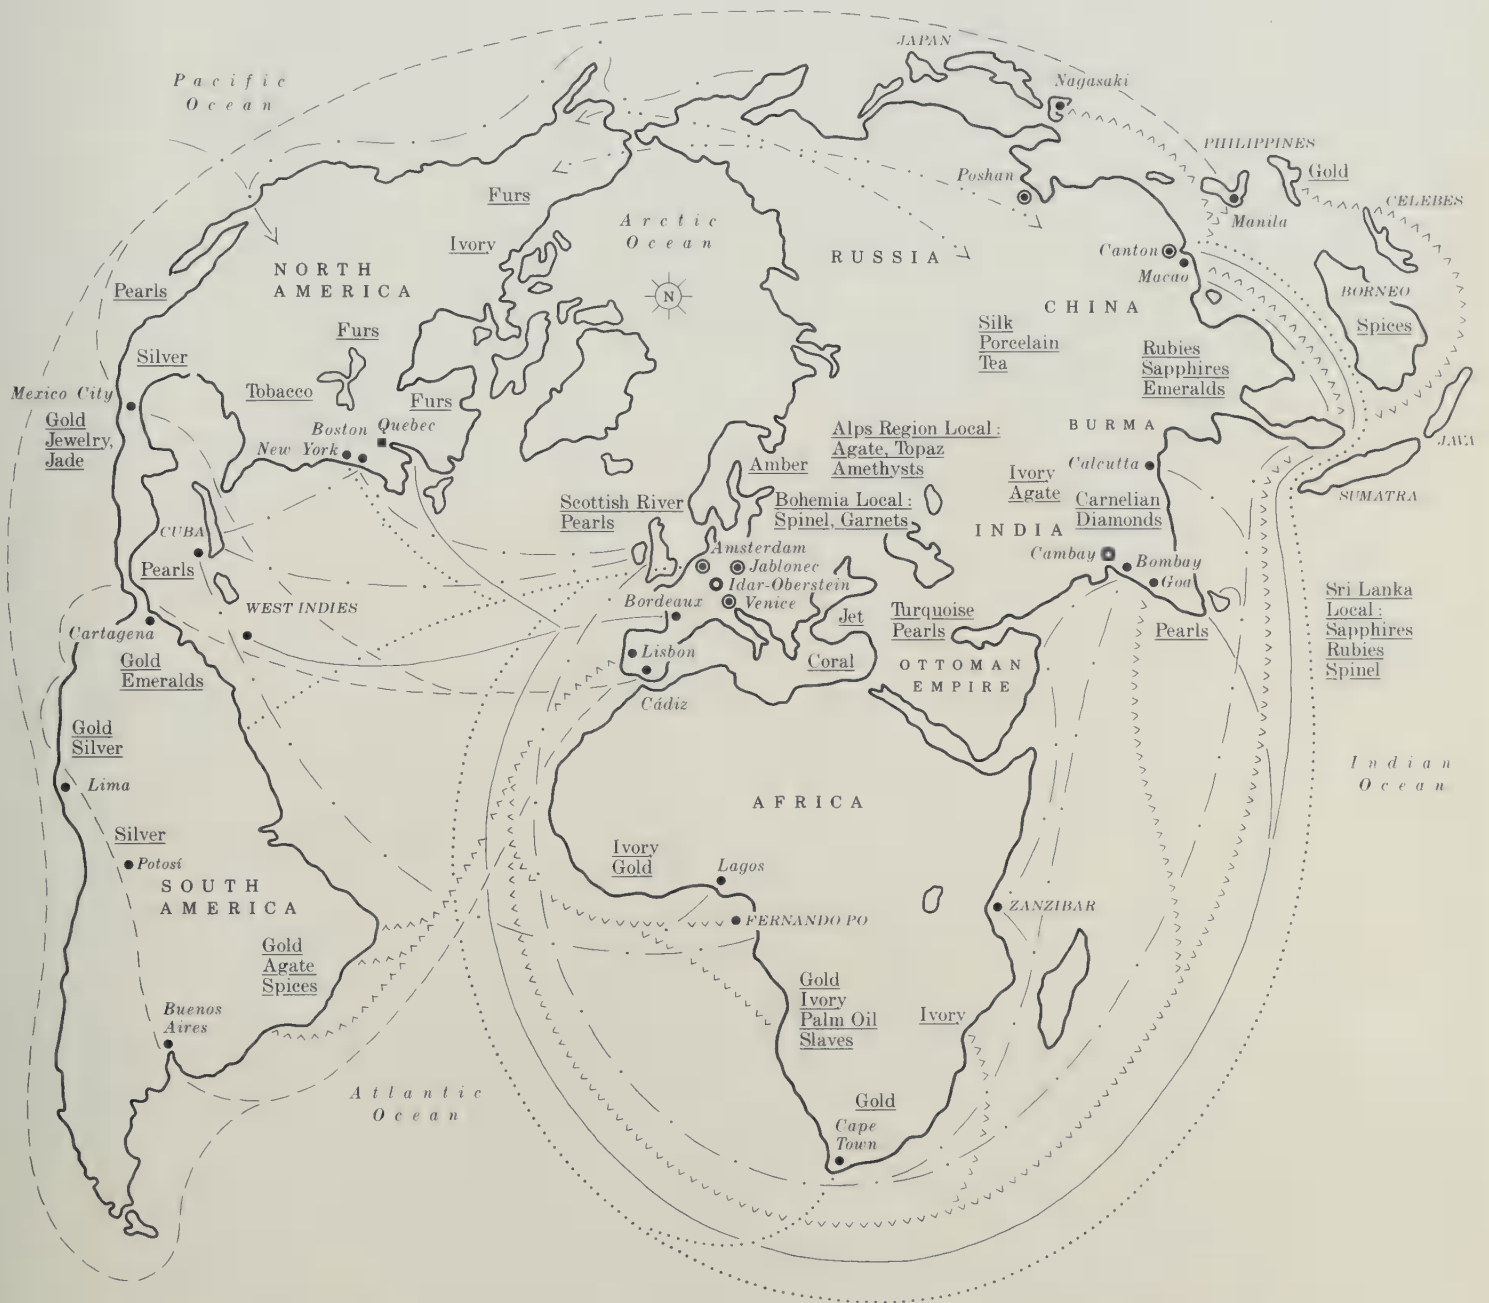 JAPAN
Nagasaki
Pacific
Ocean
PHILIPPINES
Gold
Poshan
Manila
CELEBES
Furs
Arctic
Ocean
Ivory
RUSSIA
Canton
Macao
NORTH
AMERICA
N
Pearls
BORNEO
CHINA
Spices
Furs
Silk
Porcelain
Tea
Silver
Rubies
Sapphires
Emeralds
Mexico City
Tobacco
Furs
Gold
Jewelry,
Jade
Boston
Quebec
New York
Alps Region Local :
Agate, Topaz
Amethysts
BURMA
JAVA
Amber
Calcutta
Ivory
Agate
SUMATRA
Scottish River
Pearls
Bohemia Local :
Spinel, Garnets
Carnelian
Diamonds
CUBA
INDIA
Amsterdam
Cambay
Pearls
Jablonec
Bombay
Idar-Oberstein
Goa
WEST INDIES
Bordeaux
Venice
Jet
Turquoise
Pearls
Pearls
Sri Lanka
Local :
Sapphires
Rubies
Spinel
Cartagena
Lisbon
Coral
OTTOMAN
EMPIRE
Gold
Emeralds
Cádiz
Gold
Silver
Lima
Indian
Ocean
AFRICA
Silver
Potosí
Ivory
Gold
Lagos
SOUTH
AMERICA
ZANZIBAR
FERNANDO PO
Gold
Agate
Spices
Gold
Ivory
Palm Oil
Slaves
Ivory
Buenos
Aires
Atlantic
Ocean
Gold
Cape
Town